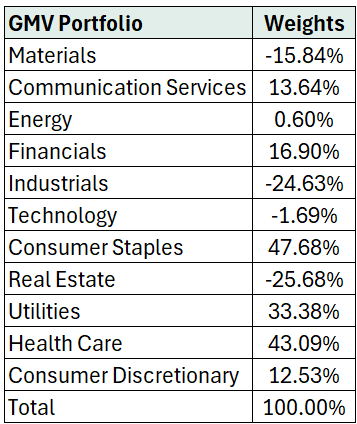 GMV Portfolio Weights
Materials -15.84%
Communication Services 13.64%
Energy 0.60%
Financials 16.90%
Industrials -24.63%
Technology -1.69%
Consumer Staples 47.68%
Real Estate -25.68%
Utilities 33.38%
Health Care 43.09%
Consumer Discretionary 12.53%
Total 100.00%